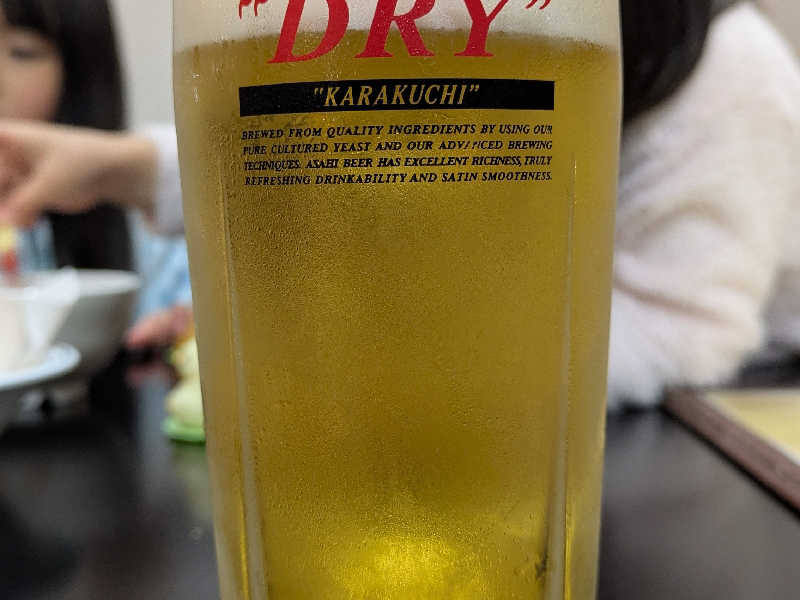 "DRY"
"KARAKUCHI"
BREWED FROM QUALITY INGREDIENTS BY USING OUR
PURE CULTURED YEAST AND OUR ADVANCED BREWING
TECHNIQUES. ASAHI BEER HAS EXCELLENT RICHNESS, TRULY
REFRESHING DRINKABILITY AND SATIN SMOOTHNESS.